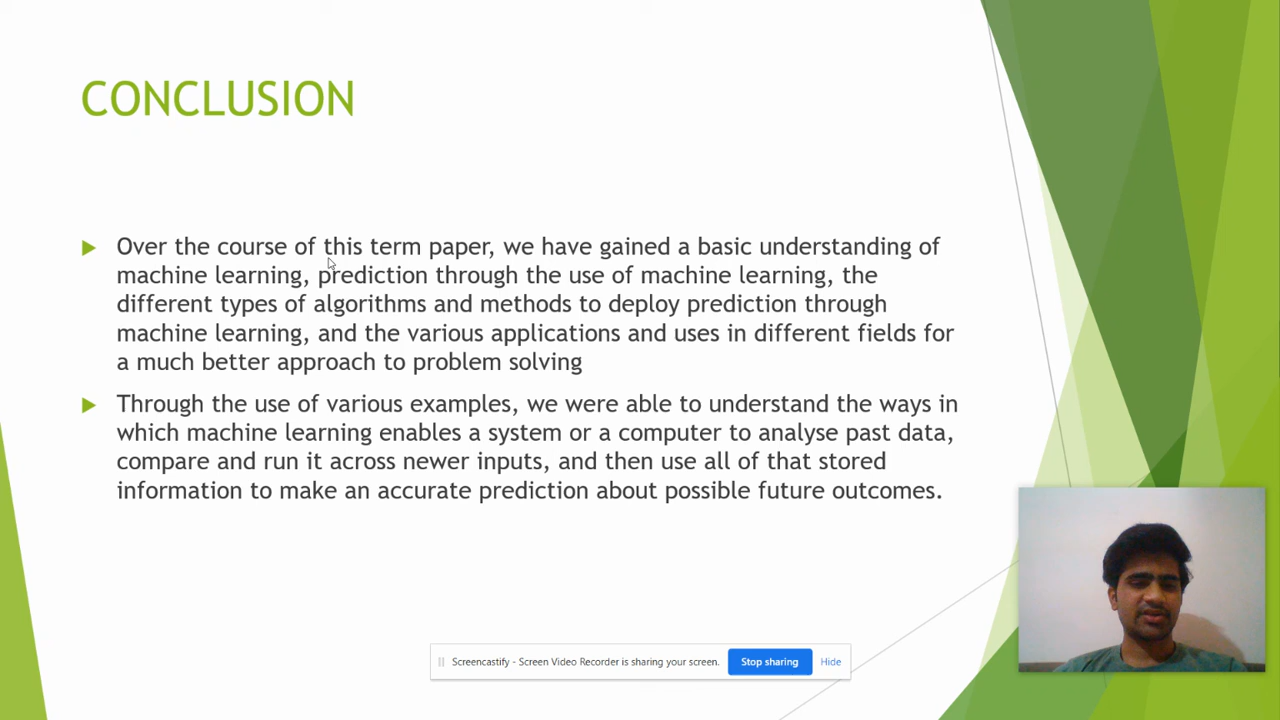 CONCLUSION
Over the course of this term paper, we have gained a basic understanding of
machine learning, prediction through the use of machine learning, the
different types of algorithms and methods to deploy prediction through
machine learning, and the various applications and uses in different fields for
a much better approach to problem solving
Through the use of various examples, we were able to understand the ways in
which machine learning enables a system or a computer to analyse past data,
compare and run it across newer inputs, and then use all of that stored
information to make an accurate prediction about possible future outcomes.
Screencastify - Screen Video Recorder is sharing your screen. Stop sharing Hide